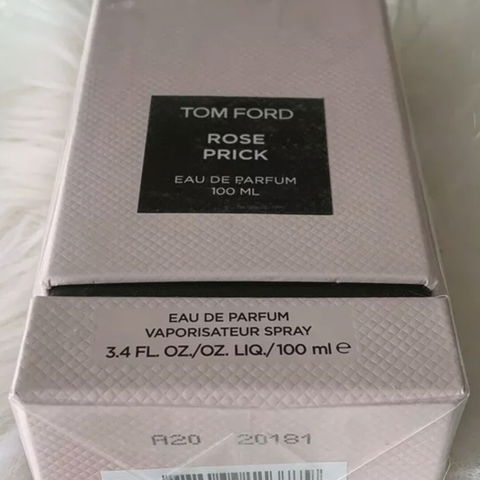 TOM FORD
ROSE
PRICK
EAU DE PARFUM
100 ML
EAU DE PARFUM
VAPORISATEUR SPRAY
3.4 FL. OZ./OZ. LIQ./100 ml ℮
A20 20181